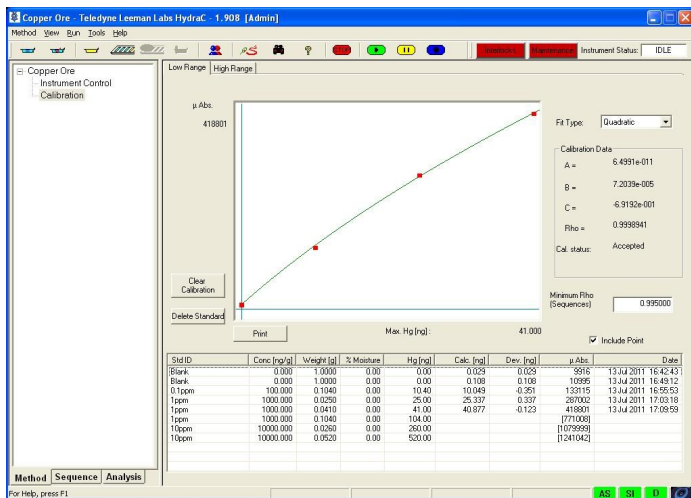 Copper Ore - Teledyne Leeman Labs HydraC - 1.908 [Admin]
Method View Run Tools Help
STOP Interlocks Maintenance Instrument Status: IDLE
Copper Ore
Instrument Control
Calibration
Low Range High Range
µ Abs.
418801
Fit Type: Quadratic
Calibration Data
A = 6.4991e-011
B = 7.2039e-005
C = -6.9192e-001
Rho = 0.9998941
Cal. status: Accepted
Clear
Calibration
Delete Standard
Minimum Rho
(Sequences) 0.995000
Print Max. Hg [ng] : 41.000
Include Point
Std ID Conc [ng/g] Weight [g] % Moisture Hg [ng] Calc. [ng] Dev. [ng] µ Abs. Date
Blank 0.000 1.0000 0.00 0.00 0.029 0.029 9916 13 Jul 2011 16:42:43
Blank 0.000 1.0000 0.00 0.00 0.108 0.108 10995 13 Jul 2011 16:49:12
0.1ppm 100.000 0.1040 0.00 10.40 10.049 -0.351 133115 13 Jul 2011 16:55:53
1ppm 1000.000 0.0250 0.00 25.00 25.337 0.337 287002 13 Jul 2011 17:03:18
1ppm 1000.000 0.0410 0.00 41.00 40.877 -0.123 418801 13 Jul 2011 17:09:59
1ppm 1000.000 0.1040 0.00 104.00 [771008]
10ppm 10000.000 0.0260 0.00 260.00 [1079999]
10ppm 10000.000 0.0520 0.00 520.00 [1241042]
Method Sequence Analysis
For Help, press F1 AS SI D